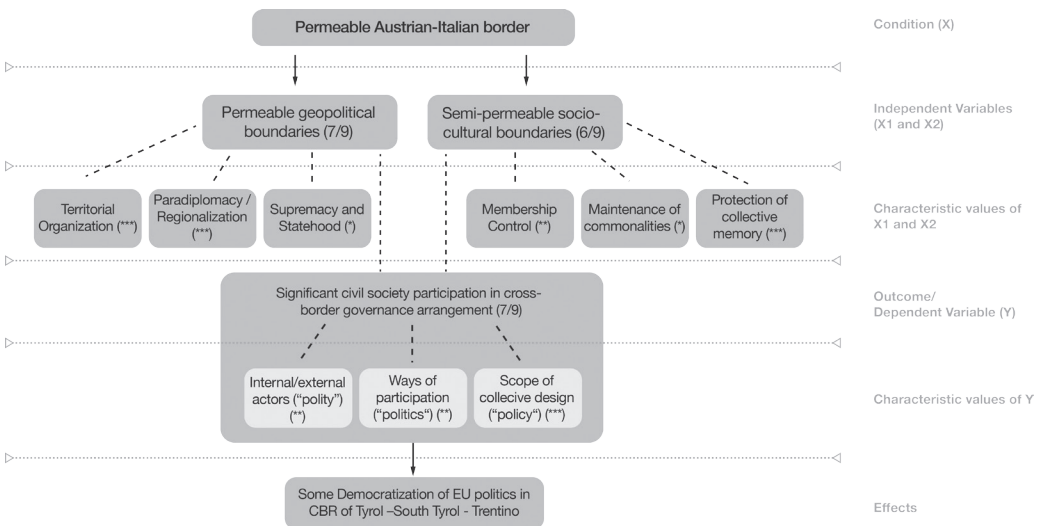 Permeable Austrian-Italian border
Condition (X)
Permeable geopolitical
boundaries (7/9)
Semi-permeable socio-
cultural boundaries (6/9)
Independent Variables
(X1 and X2)
Territorial
Organization (***)
Paradiplomacy /
Regionalization
(***)
Supremacy and
Statehood (*)
Membership
Control (**)
Maintenance of
commonalities (*)
Protection of
collective
memory (***)
Characteristic values of
X1 and X2
Significant civil society participation in cross-
border governance arrangement (7/9)
Outcome/
Dependent Variable (Y)
Internal/external
actors (“polity”)
(**)
Ways of
participation
(“politics“) (**)
Scope of
collecive design
(“policy“) (***)
Characteristic values of Y
Some Democratization of EU politics in
CBR of Tyrol –South Tyrol - Trentino
Effects